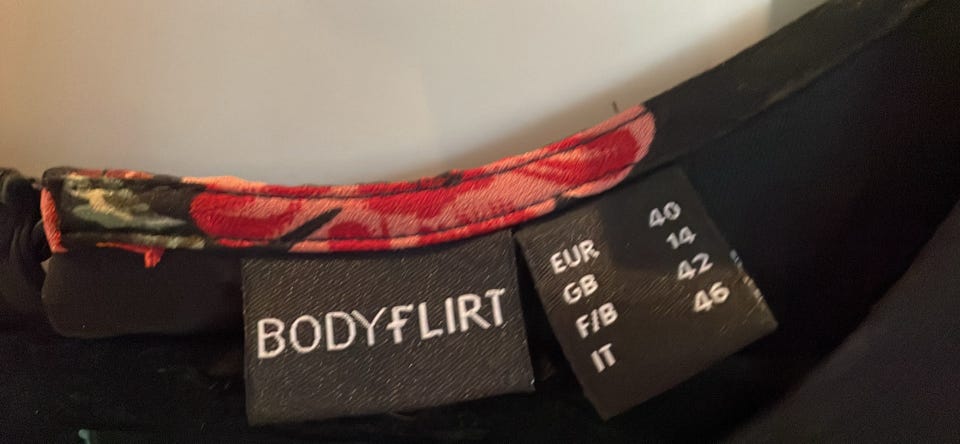 BODYFLIRT
EUR 40
GB 14
F/B 42
IT 46